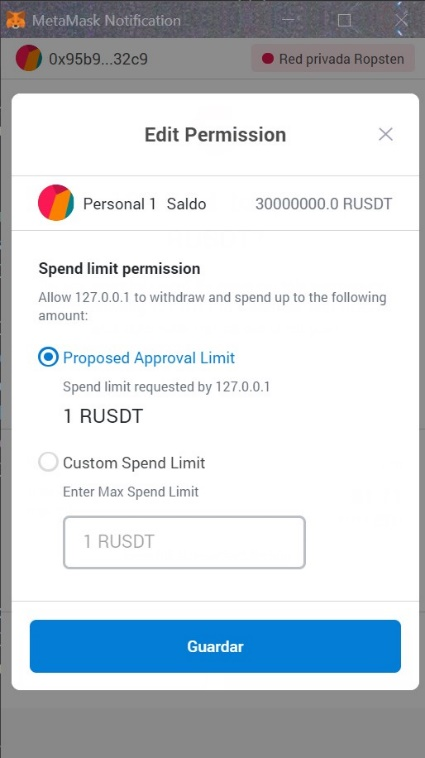 MetaMask Notification
0x95b9...32c9
Red privada Ropsten
Edit Permission
Personal 1 Saldo 30000000.0 RUSDT
Spend limit permission
Allow 127.0.0.1 to withdraw and spend up to the following
amount:
Proposed Approval Limit
Spend limit requested by 127.0.0.1
1 RUSDT
Custom Spend Limit
Enter Max Spend Limit
1 RUSDT
Guardar